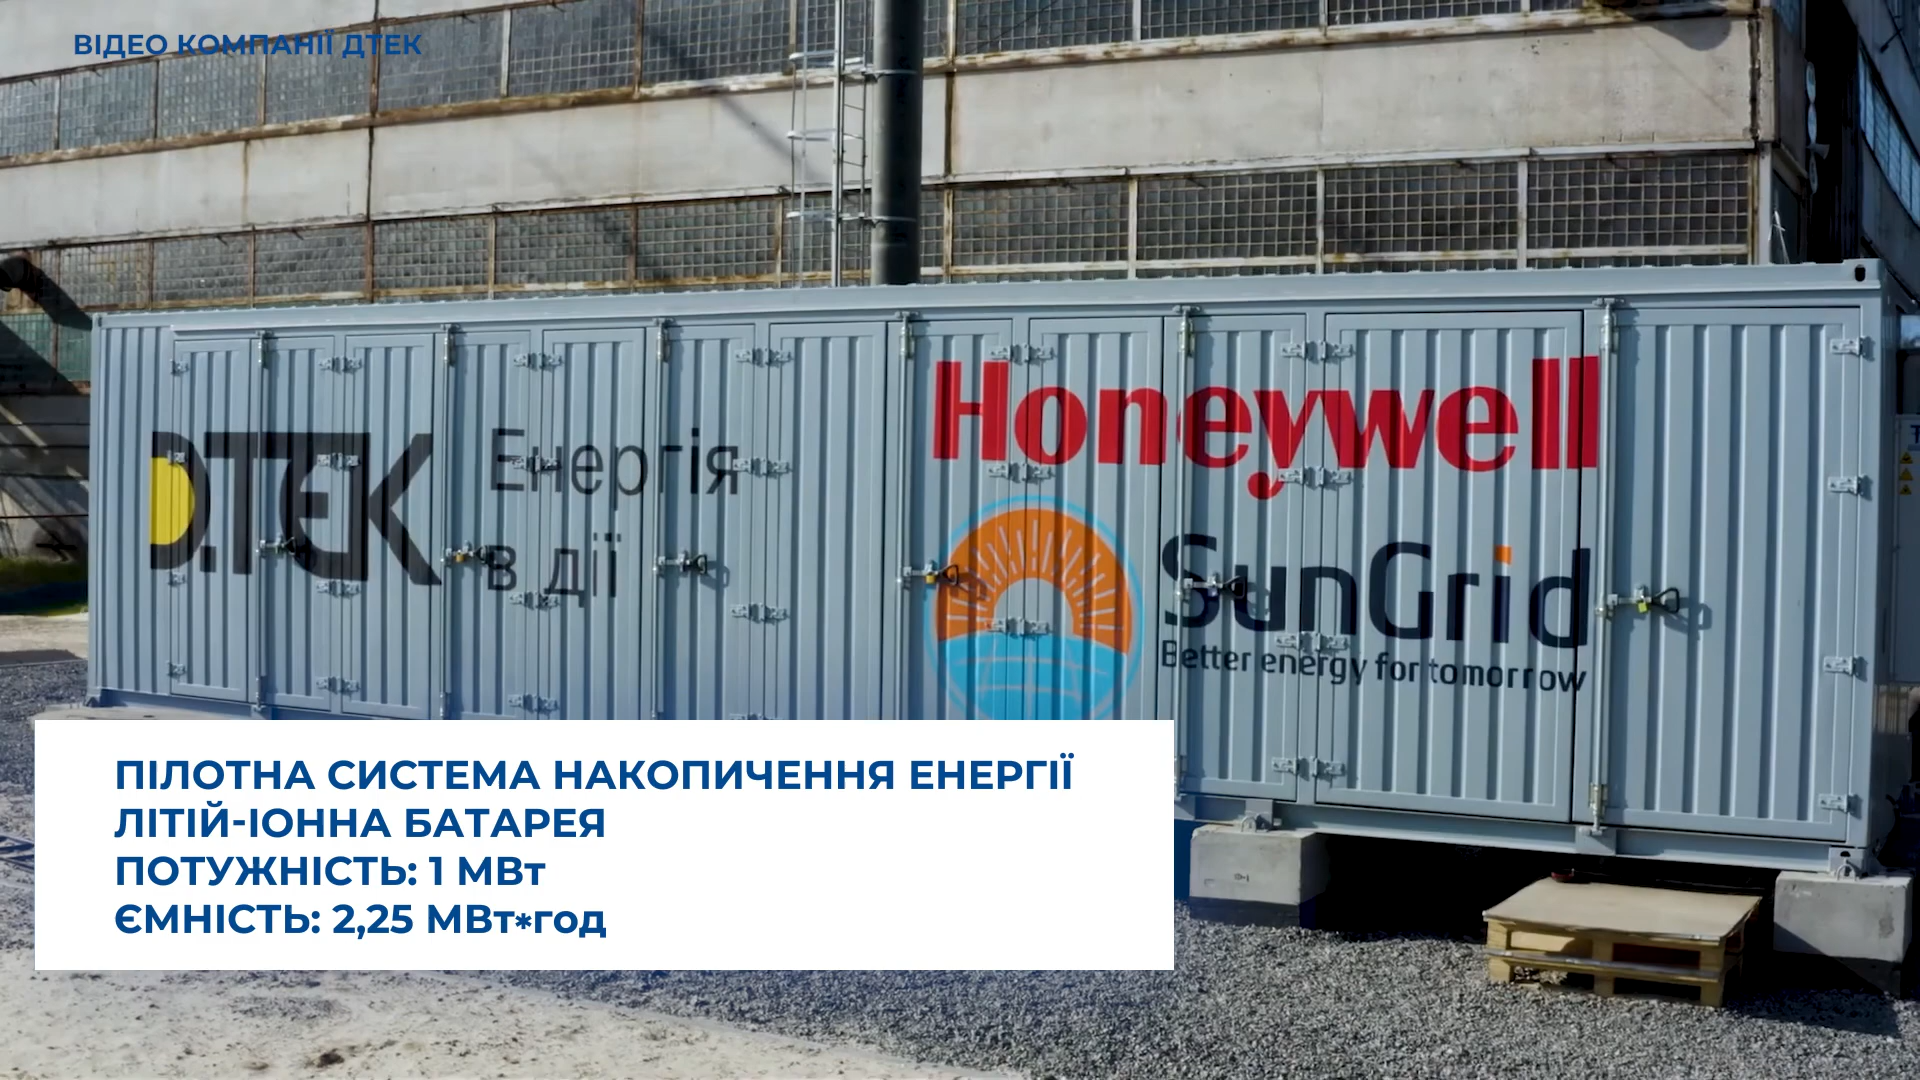 ВІДЕО КОМПАНІЇ ДТЕК
Д.ТЕК
Енергія
в дії
Honeywell
SunGrid
Better energy for tomorrow
ПІЛОТНА СИСТЕМА НАКОПИЧЕННЯ ЕНЕРГІЇ
ЛІТІЙ-ІОННА БАТАРЕЯ
ПОТУЖНІСТЬ: 1 МВт
ЄМНІСТЬ: 2,25 МВт*год